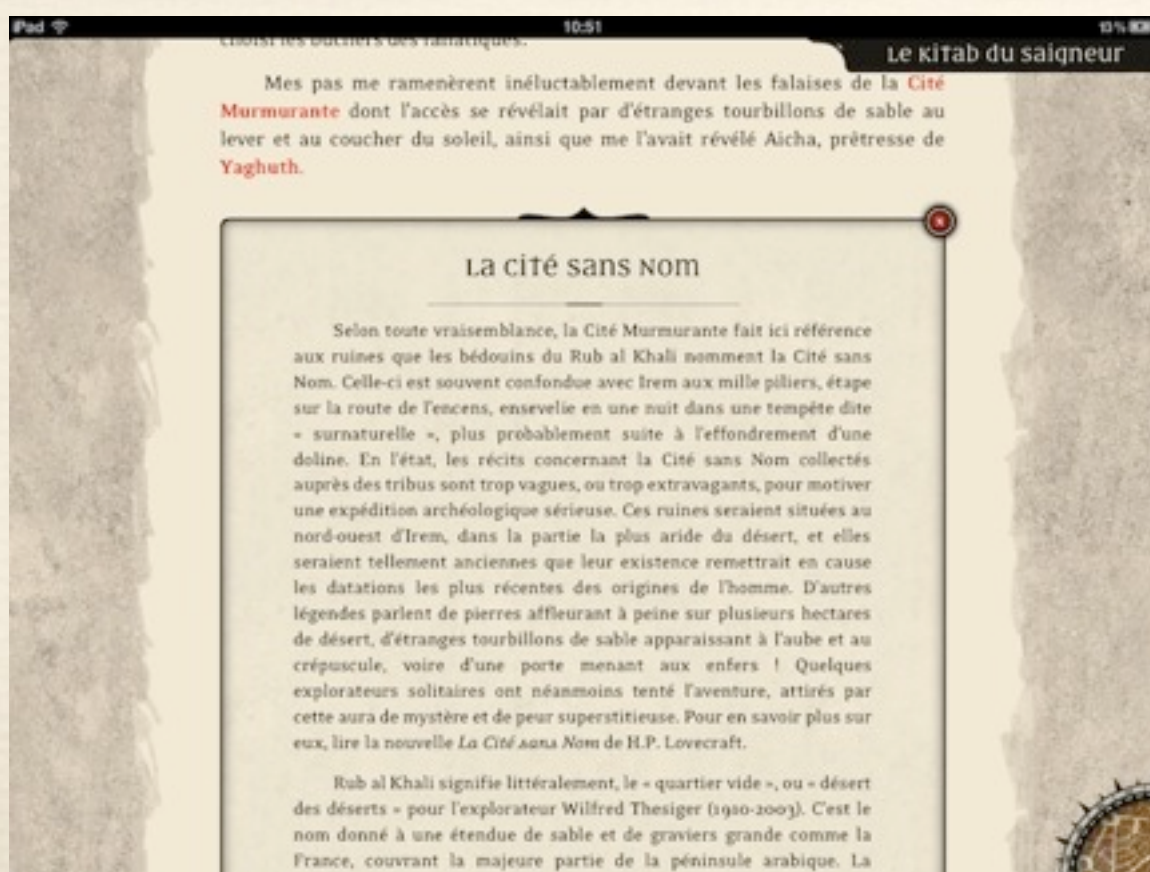 iPad
10:51
13%
Le Kitab du Saigneur
choisi les bûchers des fanatiques.
Mes pas me ramenèrent inéluctablement devant les falaises de la Cité
Murmurante dont l'accès se révélait par d'étranges tourbillons de sable au
lever et au coucher du soleil, ainsi que me l'avait révélé Aicha, prêtresse de
Yaghuth.
La Cité sans Nom
Selon toute vraisemblance, la Cité Murmurante fait ici référence
aux ruines que les bédouins du Rub al Khali nomment la Cité sans
Nom. Celle-ci est souvent confondue avec Irem aux mille piliers, étape
sur la route de l'encens, ensevelie en une nuit dans une tempête dite
« surnaturelle », plus probablement suite à l'effondrement d'une
doline. En l'état, les récits concernant la Cité sans Nom collectés
auprès des tribus sont trop vagues, ou trop extravagants, pour motiver
une expédition archéologique sérieuse. Ces ruines seraient situées au
nord-ouest d'Irem, dans la partie la plus aride du désert, et elles
seraient tellement anciennes que leur existence remettrait en cause
les datations les plus récentes des origines de l'homme. D'autres
légendes parlent de pierres affleurant à peine sur plusieurs hectares
de désert, d'étranges tourbillons de sable apparaissant à l'aube et au
crépuscule, voire d'une porte menant aux enfers ! Quelques
explorateurs solitaires ont néanmoins tenté l'aventure, attirés par
cette aura de mystère et de peur superstitieuse. Pour en savoir plus sur
eux, lire la nouvelle La Cité sans Nom de H.P. Lovecraft.
Rub al Khali signifie littéralement, le « quartier vide », ou « désert
des déserts » pour l'explorateur Wilfred Thesiger (1910-2003). C'est le
nom donné à une étendue de sable et de graviers grande comme la
France, couvrant la majeure partie de la péninsule arabique. La